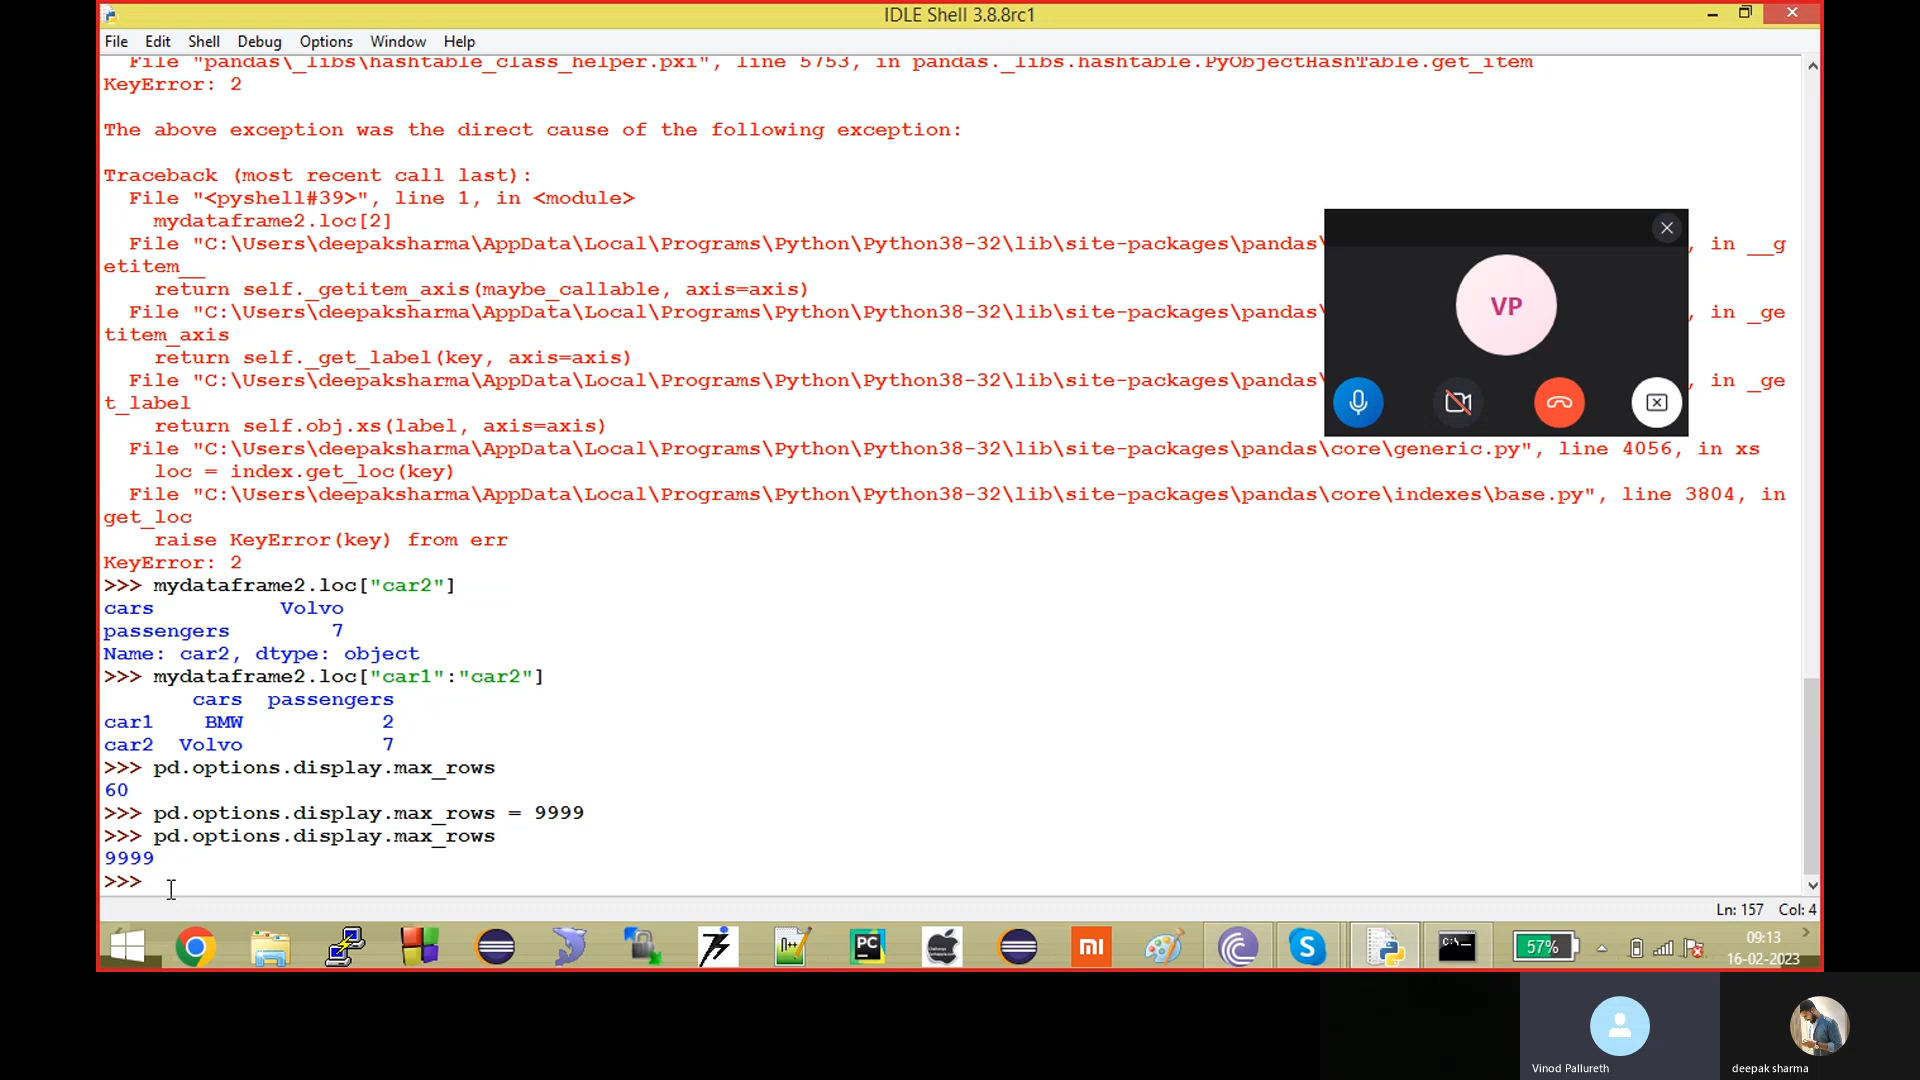 IDLE Shell 3.8.8rc1
File Edit Shell Debug Options Window Help
File "pandas\_libs\hashtable_class_helper.pxi", line 5753, in pandas._libs.hashtable.PyObjectHashTable.get_item
KeyError: 2
The above exception was the direct cause of the following exception:
Traceback (most recent call last):
File "<pyshell#39>", line 1, in <module>
mydataframe2.loc[2]
File "C:\Users\deepaksharma\AppData\Local\Programs\Python\Python38-32\lib\site-packages\pandas\ , in __g
etitem__
return self._getitem_axis(maybe_callable, axis=axis)
File "C:\Users\deepaksharma\AppData\Local\Programs\Python\Python38-32\lib\site-packages\pandas\ , in _ge
titem_axis
return self._get_label(key, axis=axis)
File "C:\Users\deepaksharma\AppData\Local\Programs\Python\Python38-32\lib\site-packages\pandas\ , in _ge
t_label
return self.obj.xs(label, axis=axis)
File "C:\Users\deepaksharma\AppData\Local\Programs\Python\Python38-32\lib\site-packages\pandas\core\generic.py", line 4056, in xs
loc = index.get_loc(key)
File "C:\Users\deepaksharma\AppData\Local\Programs\Python\Python38-32\lib\site-packages\pandas\core\indexes\base.py", line 3804, in
get_loc
raise KeyError(key) from err
KeyError: 2
>>> mydataframe2.loc["car2"]
cars Volvo
passengers 7
Name: car2, dtype: object
>>> mydataframe2.loc["car1":"car2"]
cars passengers
car1 BMW 2
car2 Volvo 7
>>> pd.options.display.max_rows
60
>>> pd.options.display.max_rows = 9999
>>> pd.options.display.max_rows
9999
>>>
VP
Ln: 157 Col: 4
PC
mi
C:\
57%
09:13
16-02-2023
Vinod Pallureth
deepak sharma